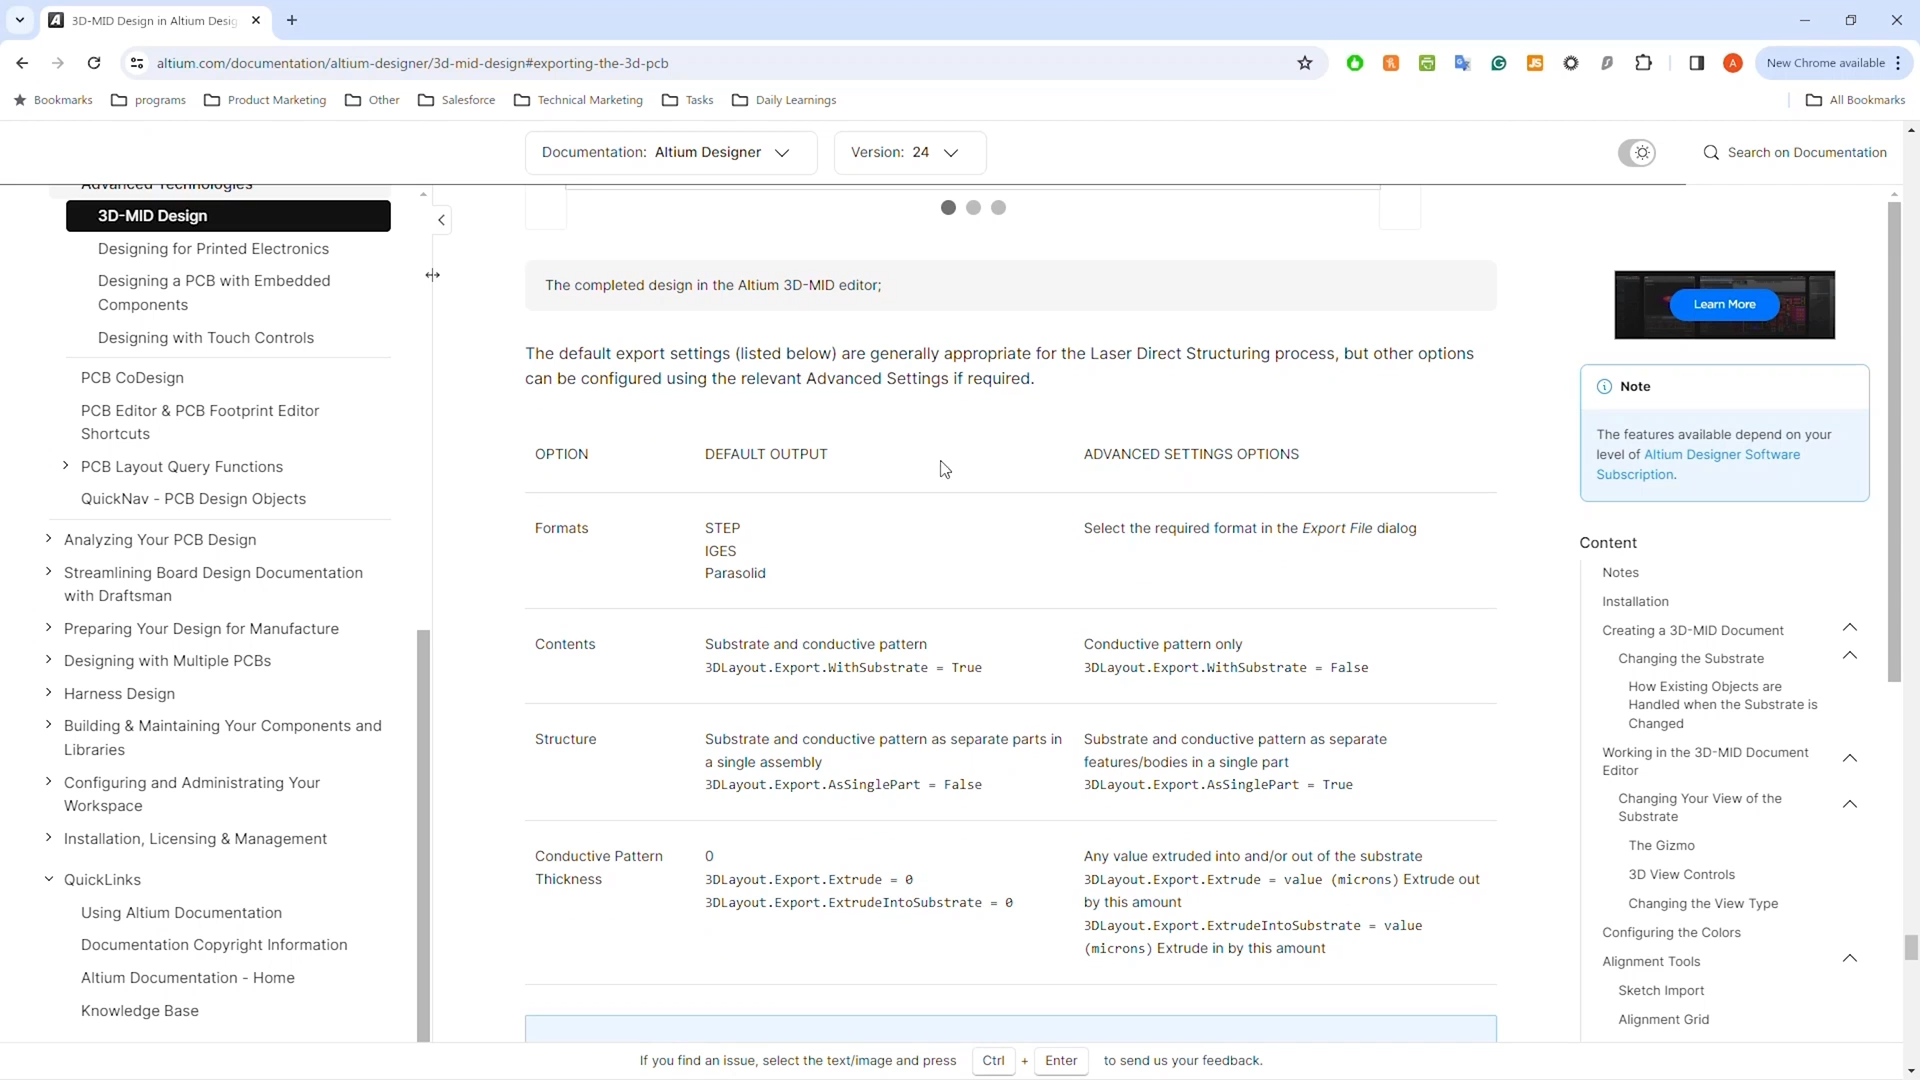 3D-MID Design in Altium Desig
altium.com/documentation/altium-designer/3d-mid-design#exporting-the-3d-pcb
JS
A
New Chrome available
Bookmarks
programs
Product Marketing
Other
Salesforce
Technical Marketing
Tasks
Daily Learnings
All Bookmarks
Documentation: Altium Designer
Version: 24
Search on Documentation
Advanced Technologies
3D-MID Design
Designing for Printed Electronics
Designing a PCB with Embedded
Components
Designing with Touch Controls
PCB CoDesign
PCB Editor & PCB Footprint Editor
Shortcuts
PCB Layout Query Functions
QuickNav - PCB Design Objects
Analyzing Your PCB Design
Streamlining Board Design Documentation
with Draftsman
Preparing Your Design for Manufacture
Designing with Multiple PCBs
Harness Design
Building & Maintaining Your Components and
Libraries
Configuring and Administrating Your
Workspace
Installation, Licensing & Management
QuickLinks
Using Altium Documentation
Documentation Copyright Information
Altium Documentation - Home
Knowledge Base
The completed design in the Altium 3D-MID editor;
The default export settings (listed below) are generally appropriate for the Laser Direct Structuring process, but other options
can be configured using the relevant Advanced Settings if required.
OPTION
DEFAULT OUTPUT
ADVANCED SETTINGS OPTIONS
Formats
STEP
IGES
Parasolid
Select the required format in the Export File dialog
Contents
Substrate and conductive pattern
3DLayout.Export.WithSubstrate = True
Conductive pattern only
3DLayout.Export.WithSubstrate = False
Structure
Substrate and conductive pattern as separate parts in
a single assembly
3DLayout.Export.AsSinglePart = False
Substrate and conductive pattern as separate
features/bodies in a single part
3DLayout.Export.AsSinglePart = True
Conductive Pattern
Thickness
0
3DLayout.Export.Extrude = 0
3DLayout.Export.ExtrudeIntoSubstrate = 0
Any value extruded into and/or out of the substrate
3DLayout.Export.Extrude = value (microns) Extrude out
by this amount
3DLayout.Export.ExtrudeIntoSubstrate = value
(microns) Extrude in by this amount
Learn More
Note
The features available depend on your
level of Altium Designer Software
Subscription.
Content
Notes
Installation
Creating a 3D-MID Document
Changing the Substrate
How Existing Objects are
Handled when the Substrate is
Changed
Working in the 3D-MID Document
Editor
Changing Your View of the
Substrate
The Gizmo
3D View Controls
Changing the View Type
Configuring the Colors
Alignment Tools
Sketch Import
Alignment Grid
If you find an issue, select the text/image and press Ctrl + Enter to send us your feedback.